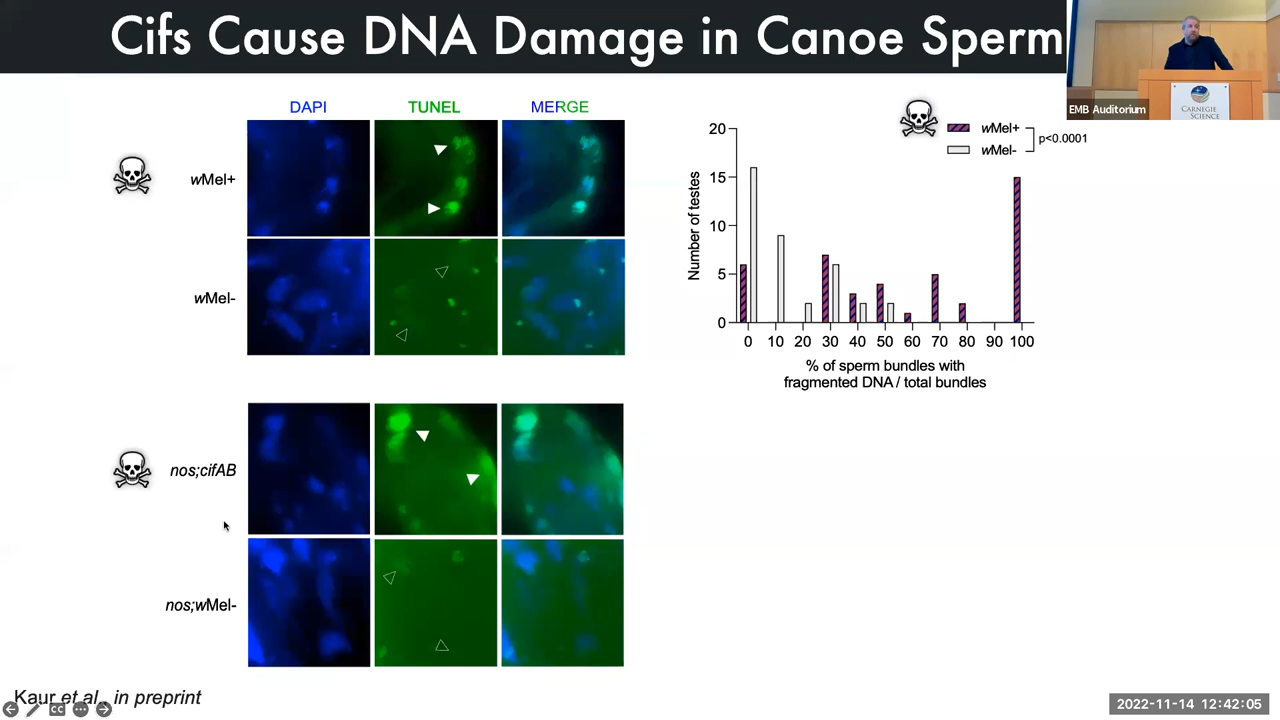 Cifs Cause DNA Damage in Canoe Sperm
EMB Auditorium
CARNEGIE
SCIENCE
DAPI
TUNEL
MERGE
wMel+
wMel-
nos;cifAB
nos;wMel-
wMel+
wMel-
p<0.0001
Number of testes
20
15
10
5
0
0 10 20 30 40 50 60 70 80 90 100
% of sperm bundles with
fragmented DNA / total bundles
Kaur et al., in preprint
CC
2022-11-14 12:42:05